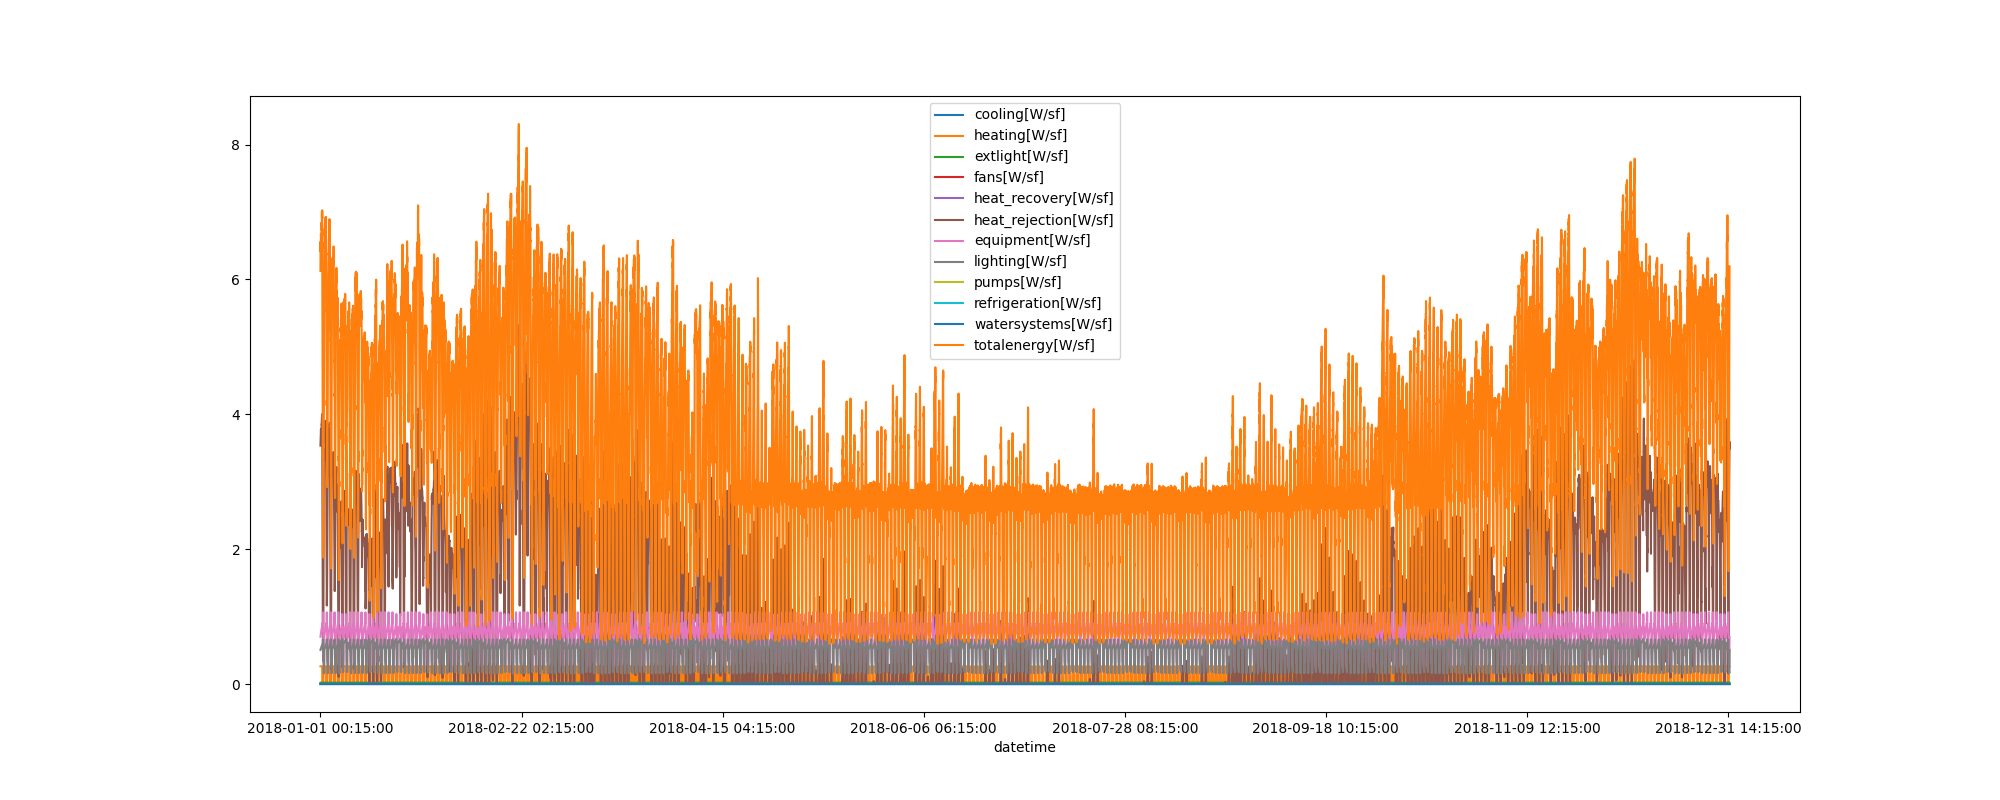 8
6
4
2
0
cooling[W/sf]
heating[W/sf]
extlight[W/sf]
fans[W/sf]
heat_recovery[W/sf]
heat_rejection[W/sf]
equipment[W/sf]
lighting[W/sf]
pumps[W/sf]
refrigeration[W/sf]
watersystems[W/sf]
totalenergy[W/sf]
2018-01-01 00:15:00 2018-02-22 02:15:00 2018-04-15 04:15:00 2018-06-06 06:15:00 2018-07-28 08:15:00 2018-09-18 10:15:00 2018-11-09 12:15:00 2018-12-31 14:15:00
datetime